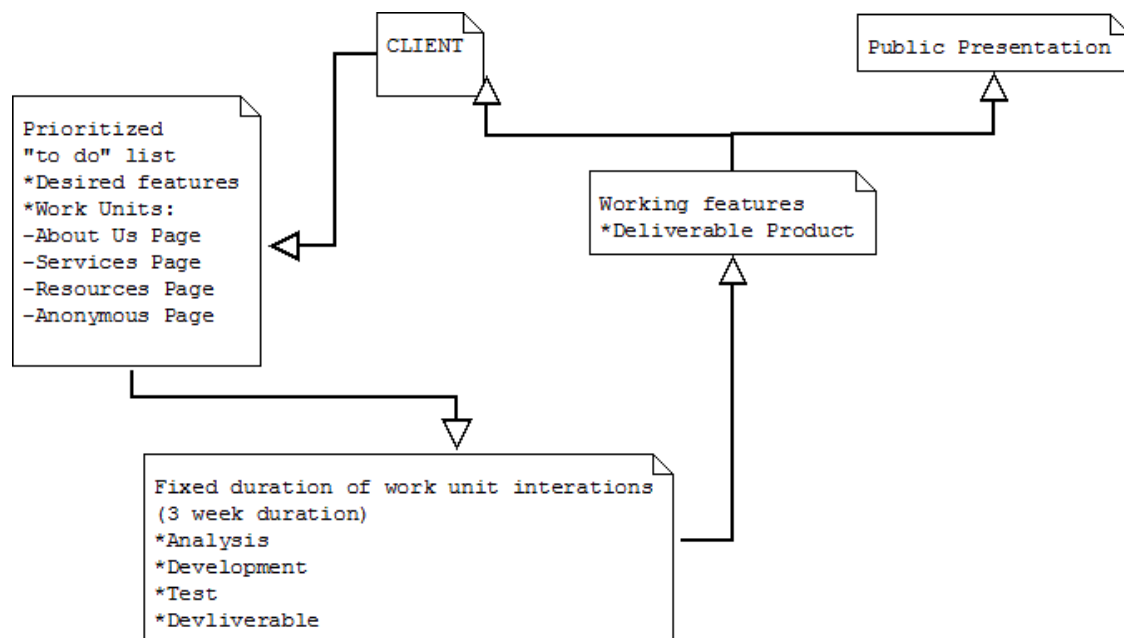 CLIENT
Public Presentation
Prioritized
"to do" list
*Desired features
*Work Units:
-About Us Page
-Services Page
-Resources Page
-Anonymous Page
Working features
*Deliverable Product
Fixed duration of work unit interations
(3 week duration)
*Analysis
*Development
*Test
*Devliverable